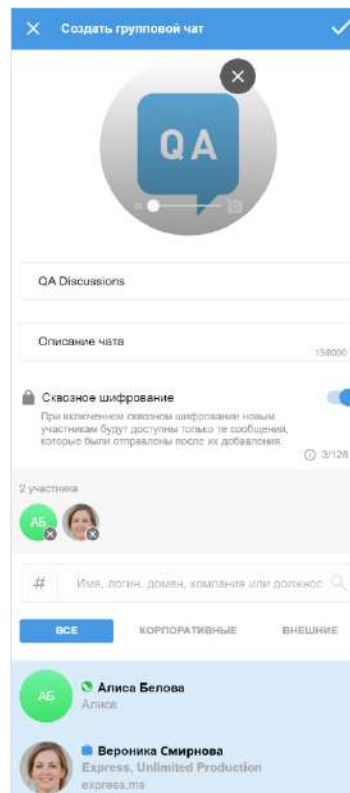 Создать групповой чат
QA
QA Discussions
Описание чата
13/8000
Сквозное шифрование
При включенном сквозном шифровании новым
участникам будут доступны только те сообщения,
которые были отправлены после их добавления.
3/128
2 участника
АБ
#
Имя, логин, домен, компания или должнос
ВСЕ КОРПОРАТИВНЫЕ ВНЕШНИЕ
АБ
Алиса Белова
Алиса
Вероника Смирнова
Express, Unlimited Production
express.ms